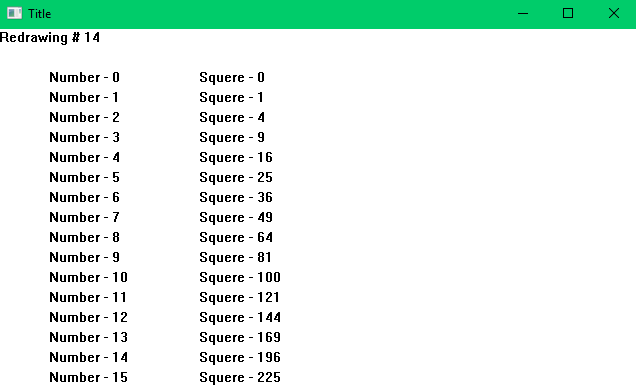 Title
Redrawing # 14
Number - 0 Squere - 0
Number - 1 Squere - 1
Number - 2 Squere - 4
Number - 3 Squere - 9
Number - 4 Squere - 16
Number - 5 Squere - 25
Number - 6 Squere - 36
Number - 7 Squere - 49
Number - 8 Squere - 64
Number - 9 Squere - 81
Number - 10 Squere - 100
Number - 11 Squere - 121
Number - 12 Squere - 144
Number - 13 Squere - 169
Number - 14 Squere - 196
Number - 15 Squere - 225